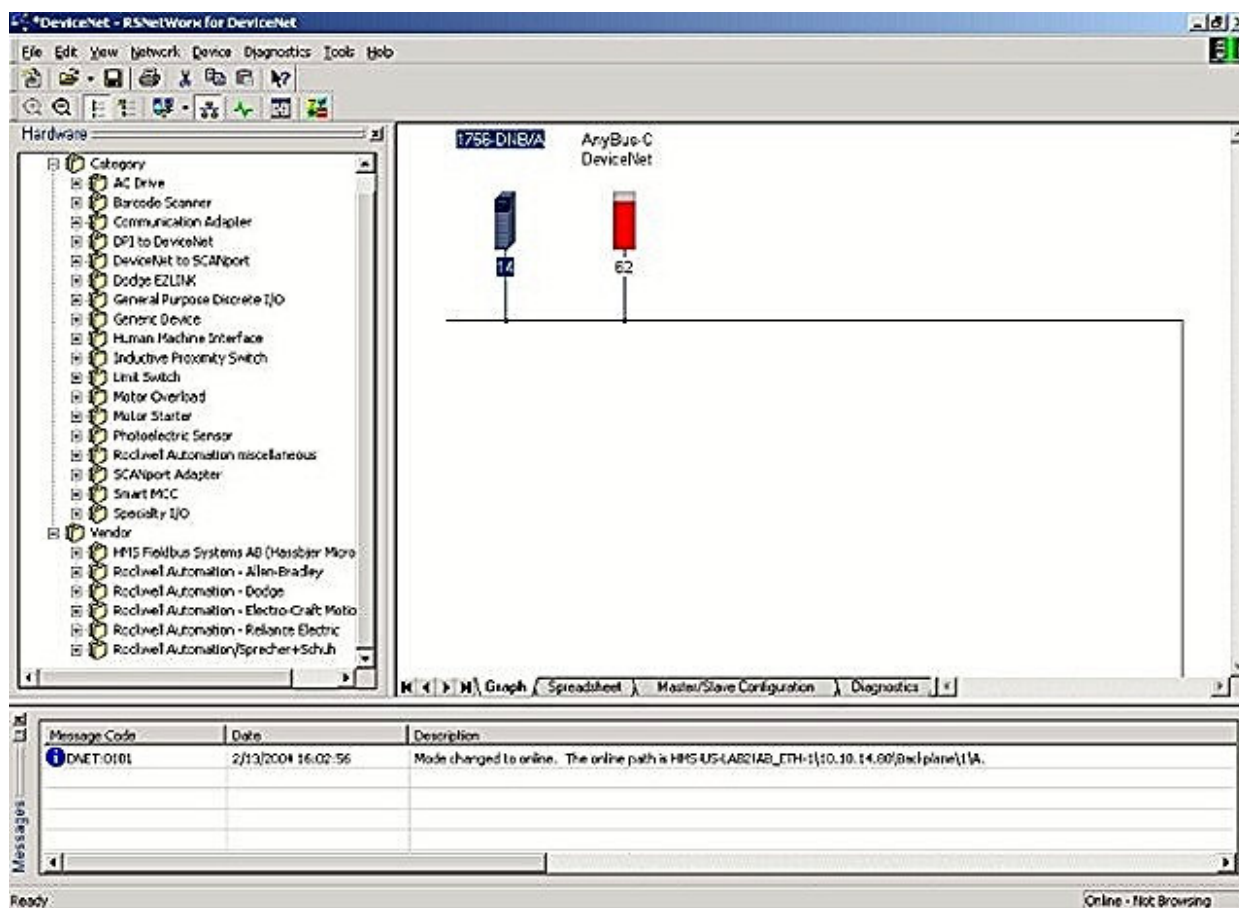 *DeviceNet - RSNetWorx for DeviceNet
File Edit View Network Device Diagnostics Tools Help
Hardware
Category
AC Drive
Barcode Scanner
Communication Adapter
DPI to DeviceNet
DeviceNet to SCANport
Dodge EZLINK
General Purpose Discrete I/O
Generic Device
Human Machine Interface
Inductive Proximity Switch
Limit Switch
Motor Overload
Motor Starter
Photoelectric Sensor
Rockwell Automation miscellaneous
SCANport Adapter
Smart MCC
Specialty I/O
Vendor
HMS Fieldbus Systems AB (Hassbjer Micro
Rockwell Automation - Allen-Bradley
Rockwell Automation - Dodge
Rockwell Automation - Electro-Craft Motio
Rockwell Automation - Reliance Electric
Rockwell Automation/Sprecher+Schuh
1756-DNB/A
14
AnyBus-C
DeviceNet
62
Graph Spreadsheet Master/Slave Configuration Diagnostics
Messages
Message Code Date Description
DNET:0101 2/13/2004 16:02:56 Mode changed to online. The online path is HMS-US-LAB2!AB_ETH-1\10.10.14.80\Backplane\1\A.
Ready
Online - Not Browsing